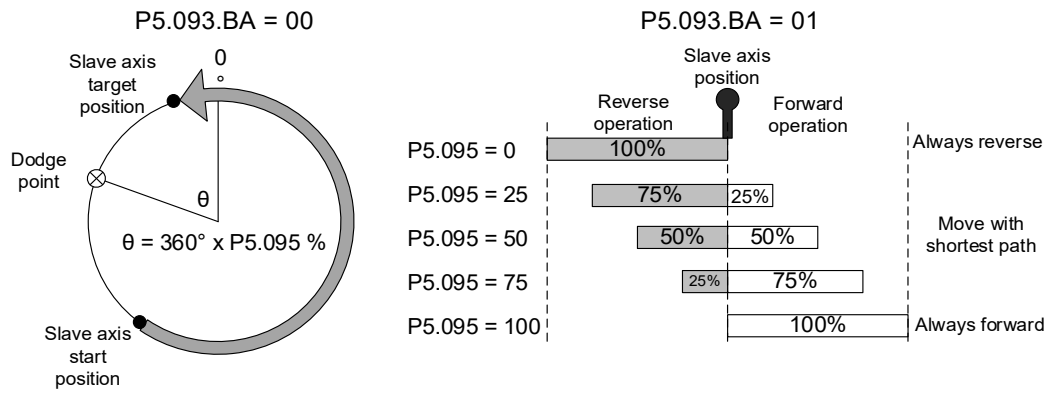 P5.093.BA = 00
Slave axis
target
position
0
°
Dodge
point
θ
θ = 360° x P5.095 %
Slave axis
start
position
P5.093.BA = 01
Slave axis
position
Reverse
operation
Forward
operation
P5.095 = 0
100%
Always reverse
P5.095 = 25
75%
25%
P5.095 = 50
50%
50%
Move with
shortest path
P5.095 = 75
25%
75%
P5.095 = 100
100%
Always forward